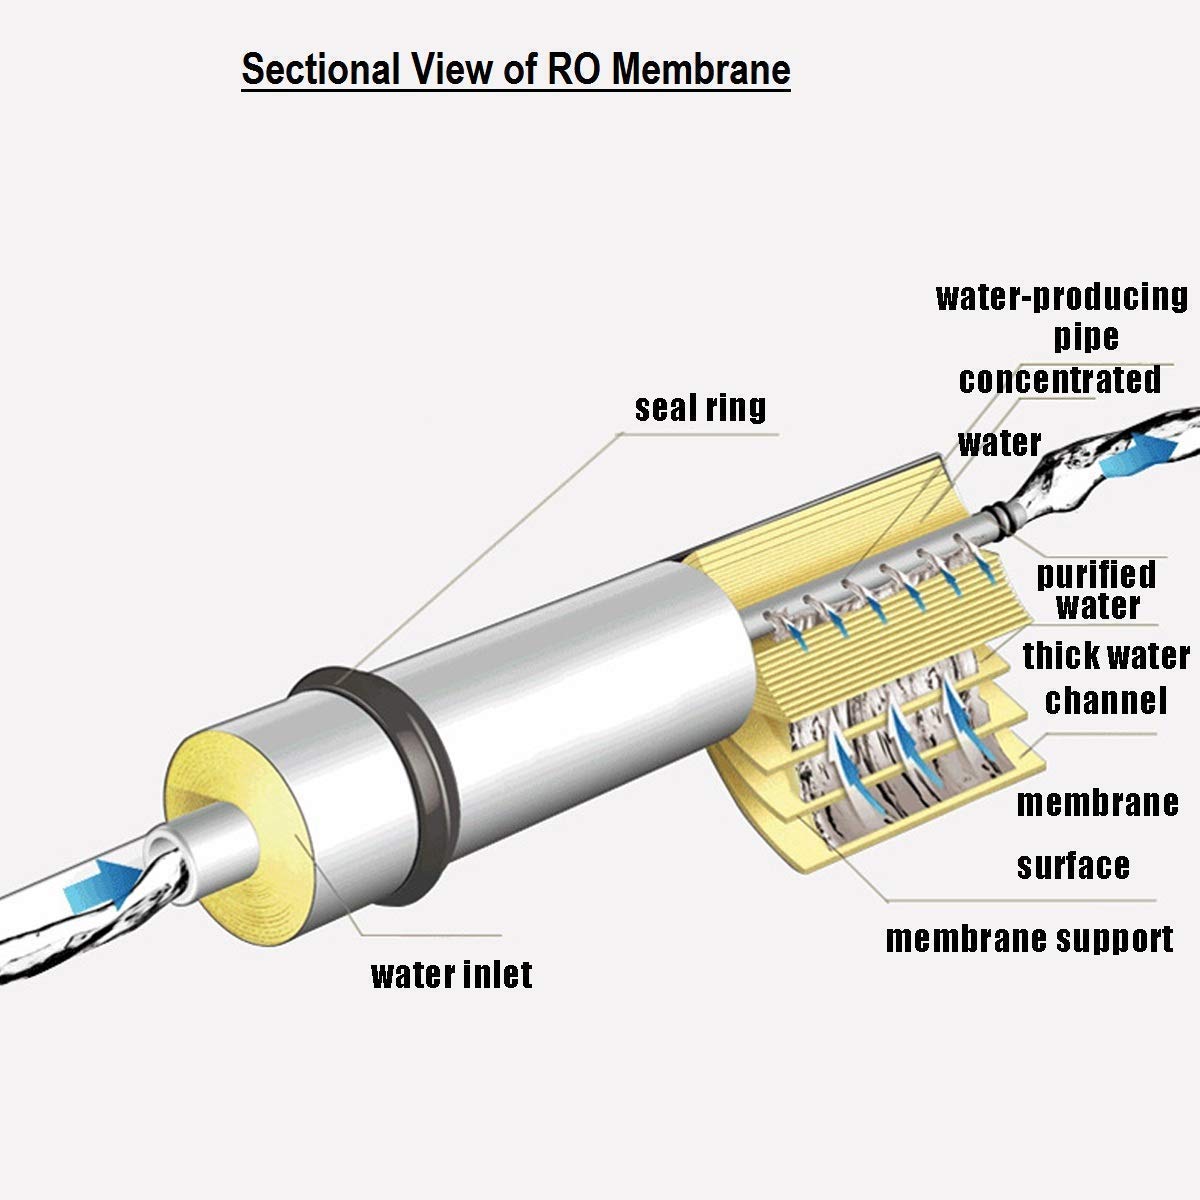 Sectional View of RO Membrane
water-producing
pipe
concentrated
water
seal ring
purified
water
thick water
channel
membrane
surface
membrane support
water inlet